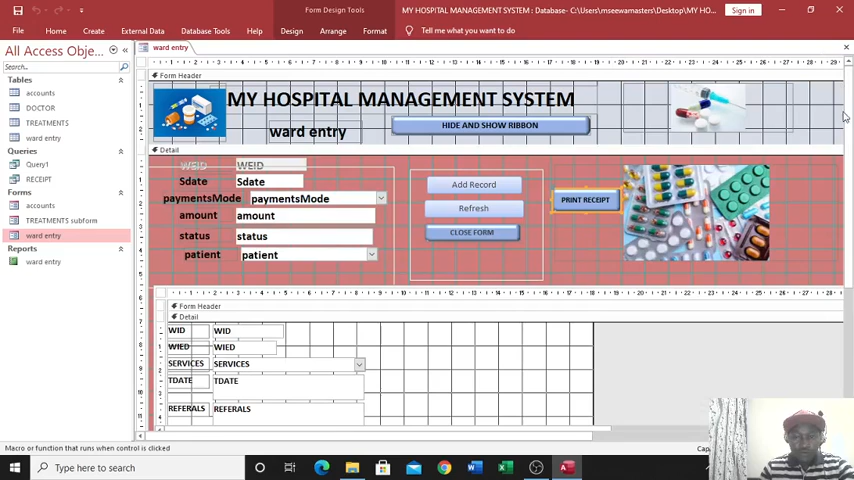 Form Design Tools
MY HOSPITAL MANAGEMENT SYSTEM : Database- C:\Users\mseewamasters\Desktop\MY HO...
Sign in
File Home Create External Data Database Tools Help Design Arrange Format Tell me what you want to do
All Access Obje...
Search...
Tables
accounts
DOCTOR
TREATMENTS
ward entry
Queries
Query1
RECEIPT
Forms
accounts
TREATMENTS subform
ward entry
Reports
ward entry
ward entry
Form Header
MY HOSPITAL MANAGEMENT SYSTEM
ward entry
HIDE AND SHOW RIBBON
Detail
WEID WEID
Sdate Sdate
paymentsMode paymentsMode
amount amount
status status
patient patient
Add Record
Refresh
CLOSE FORM
PRINT RECEIPT
Form Header
Detail
WID WID
WIED WIED
SERVICES SERVICES
TDATE TDATE
REFERALS REFERALS
Macro or function that runs when control is clicked
Type here to search